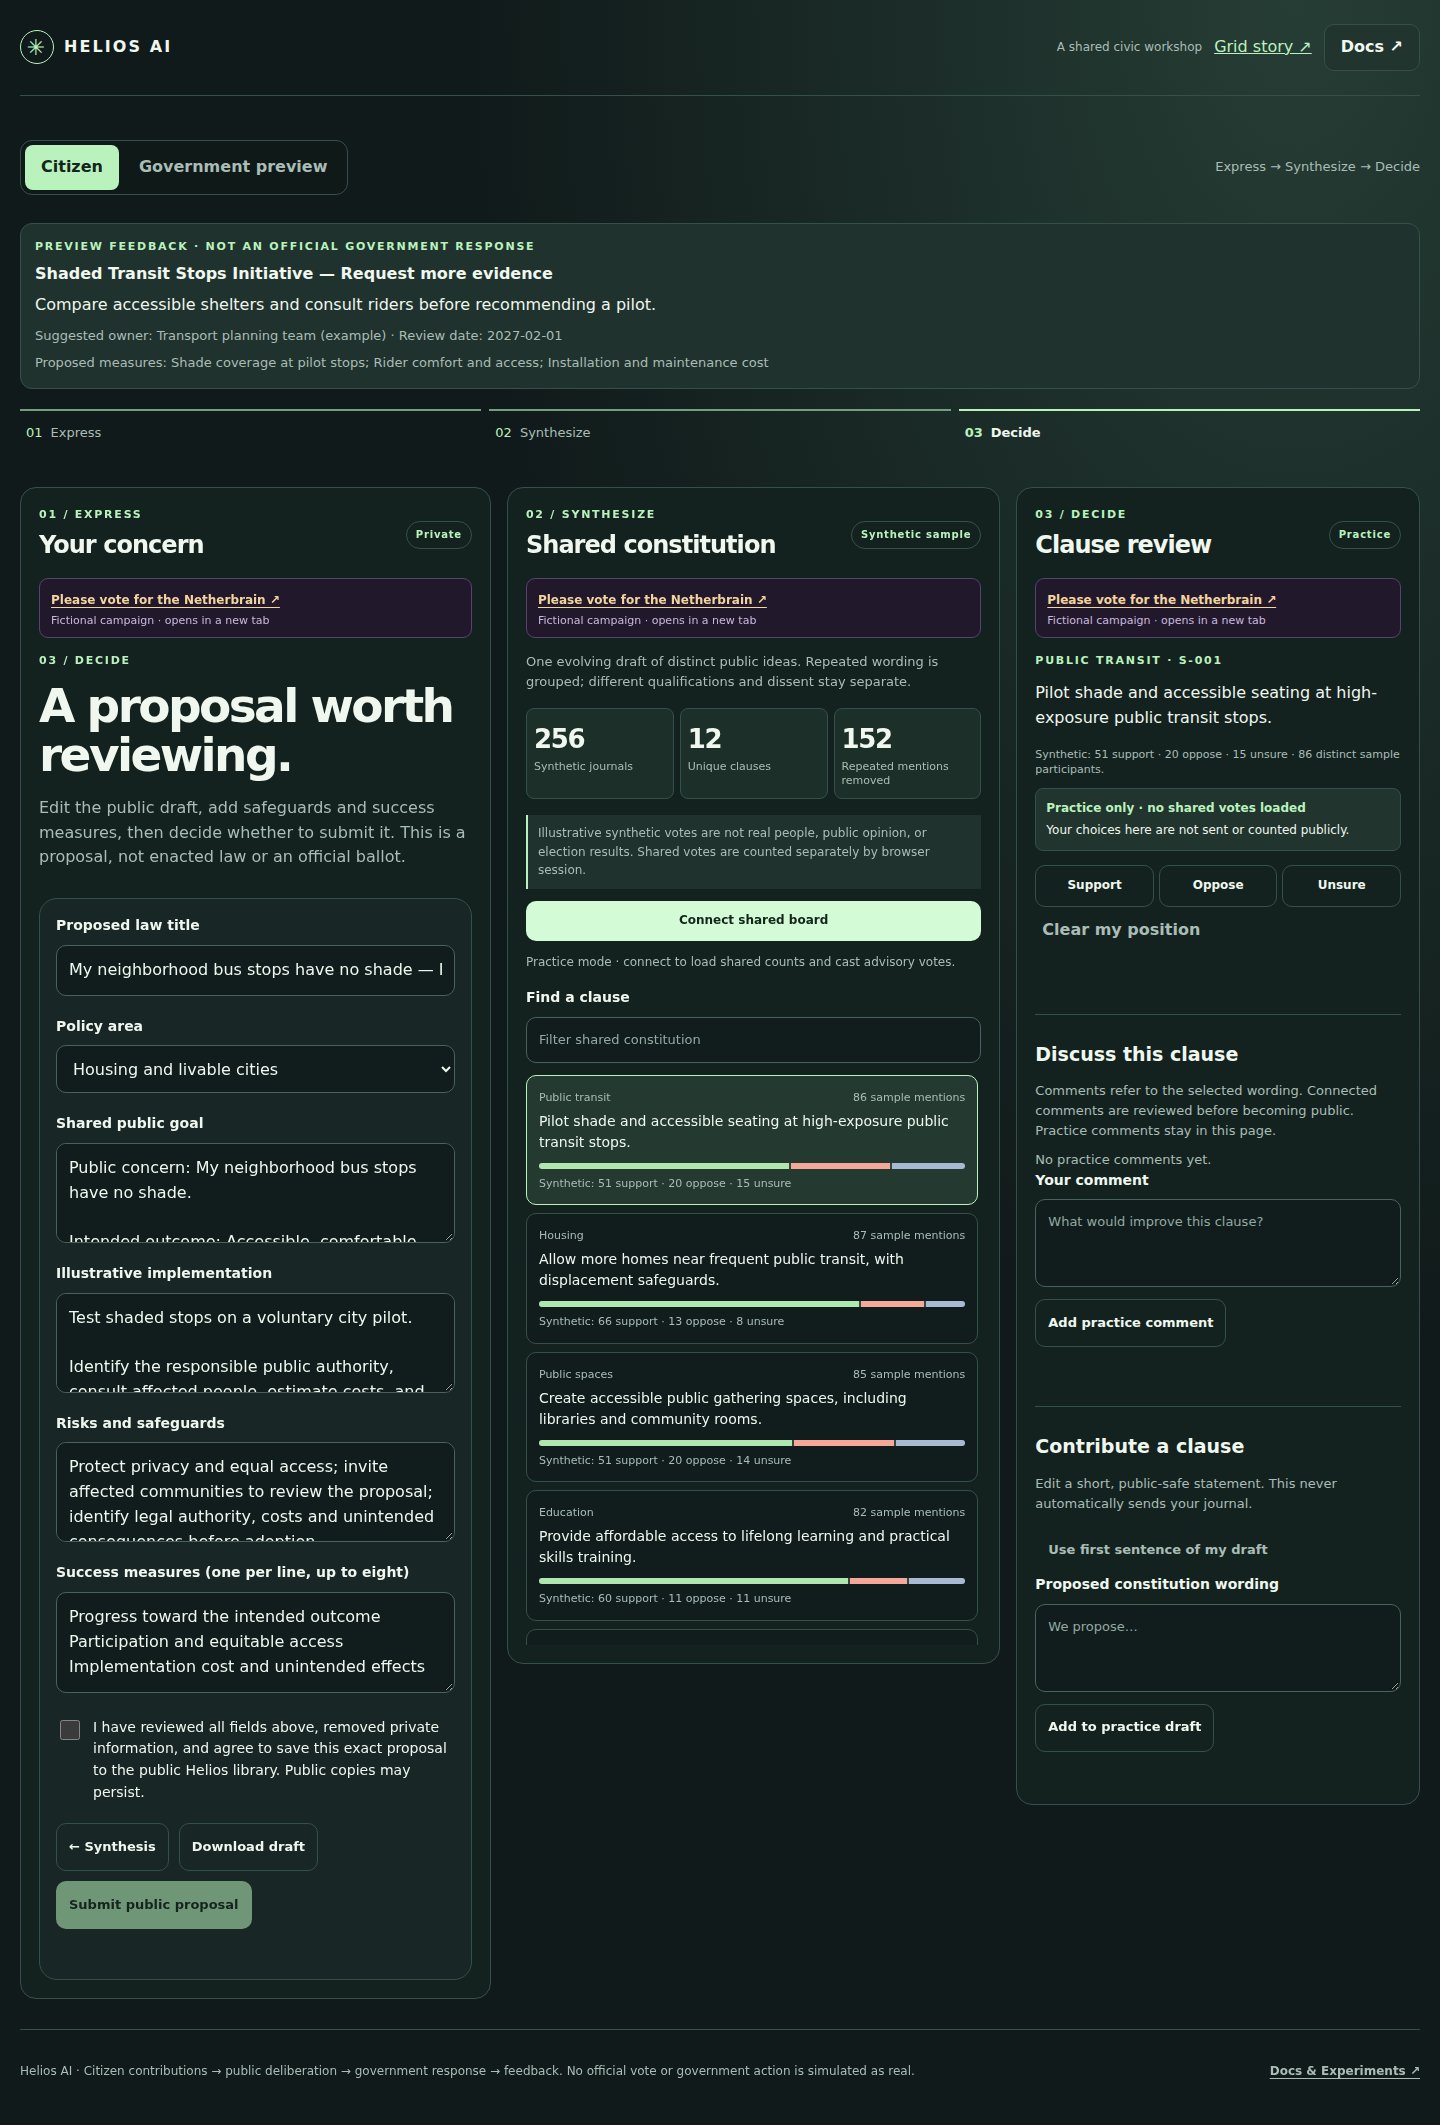 HELIOS AI
A shared civic workshop Grid story ↗ Docs ↗
Citizen Government preview
Express → Synthesize → Decide
PREVIEW FEEDBACK · NOT AN OFFICIAL GOVERNMENT RESPONSE
Shaded Transit Stops Initiative — Request more evidence
Compare accessible shelters and consult riders before recommending a pilot.
Suggested owner: Transport planning team (example) · Review date: 2027-02-01
Proposed measures: Shade coverage at pilot stops; Rider comfort and access; Installation and maintenance cost
01 Express
02 Synthesize
03 Decide
01 / EXPRESS
Your concern
Private
Please vote for the Netherbrain ↗
Fictional campaign · opens in a new tab
03 / DECIDE
A proposal worth
reviewing.
Edit the public draft, add safeguards and success
measures, then decide whether to submit it. This is a
proposal, not enacted law or an official ballot.
Proposed law title
My neighborhood bus stops have no shade — I
Policy area
Housing and livable cities
Shared public goal
Public concern: My neighborhood bus stops
have no shade.
Intended outcome: Accessible, comfortable
Illustrative implementation
Test shaded stops on a voluntary city pilot.
Identify the responsible public authority,
consult affected people, estimate costs, and
Risks and safeguards
Protect privacy and equal access; invite
affected communities to review the proposal;
identify legal authority, costs and unintended
consequences before adoption.
Success measures (one per line, up to eight)
Progress toward the intended outcome
Participation and equitable access
Implementation cost and unintended effects
I have reviewed all fields above, removed private
information, and agree to save this exact proposal
to the public Helios library. Public copies may
persist.
← Synthesis Download draft
Submit public proposal
02 / SYNTHESIZE
Shared constitution
Synthetic sample
Please vote for the Netherbrain ↗
Fictional campaign · opens in a new tab
One evolving draft of distinct public ideas. Repeated wording is
grouped; different qualifications and dissent stay separate.
256
Synthetic journals
12
Unique clauses
152
Repeated mentions
removed
Illustrative synthetic votes are not real people, public opinion, or
election results. Shared votes are counted separately by browser
session.
Connect shared board
Practice mode · connect to load shared counts and cast advisory votes.
Find a clause
Filter shared constitution
Public transit 86 sample mentions
Pilot shade and accessible seating at high-exposure public
transit stops.
Synthetic: 51 support · 20 oppose · 15 unsure
Housing 87 sample mentions
Allow more homes near frequent public transit, with
displacement safeguards.
Synthetic: 66 support · 13 oppose · 8 unsure
Public spaces 85 sample mentions
Create accessible public gathering spaces, including
libraries and community rooms.
Synthetic: 51 support · 20 oppose · 14 unsure
Education 82 sample mentions
Provide affordable access to lifelong learning and practical
skills training.
Synthetic: 60 support · 11 oppose · 11 unsure
03 / DECIDE
Clause review
Practice
Please vote for the Netherbrain ↗
Fictional campaign · opens in a new tab
PUBLIC TRANSIT · S-001
Pilot shade and accessible seating at high-
exposure public transit stops.
Synthetic: 51 support · 20 oppose · 15 unsure · 86 distinct sample
participants.
Practice only · no shared votes loaded
Your choices here are not sent or counted publicly.
Support Oppose Unsure
Clear my position
Discuss this clause
Comments refer to the selected wording. Connected
comments are reviewed before becoming public.
Practice comments stay in this page.
No practice comments yet.
Your comment
What would improve this clause?
Add practice comment
Contribute a clause
Edit a short, public-safe statement. This never
automatically sends your journal.
Use first sentence of my draft
Proposed constitution wording
We propose…
Add to practice draft
Helios AI · Citizen contributions → public deliberation → government response → feedback. No official vote or government action is simulated as real.
Docs & Experiments ↗